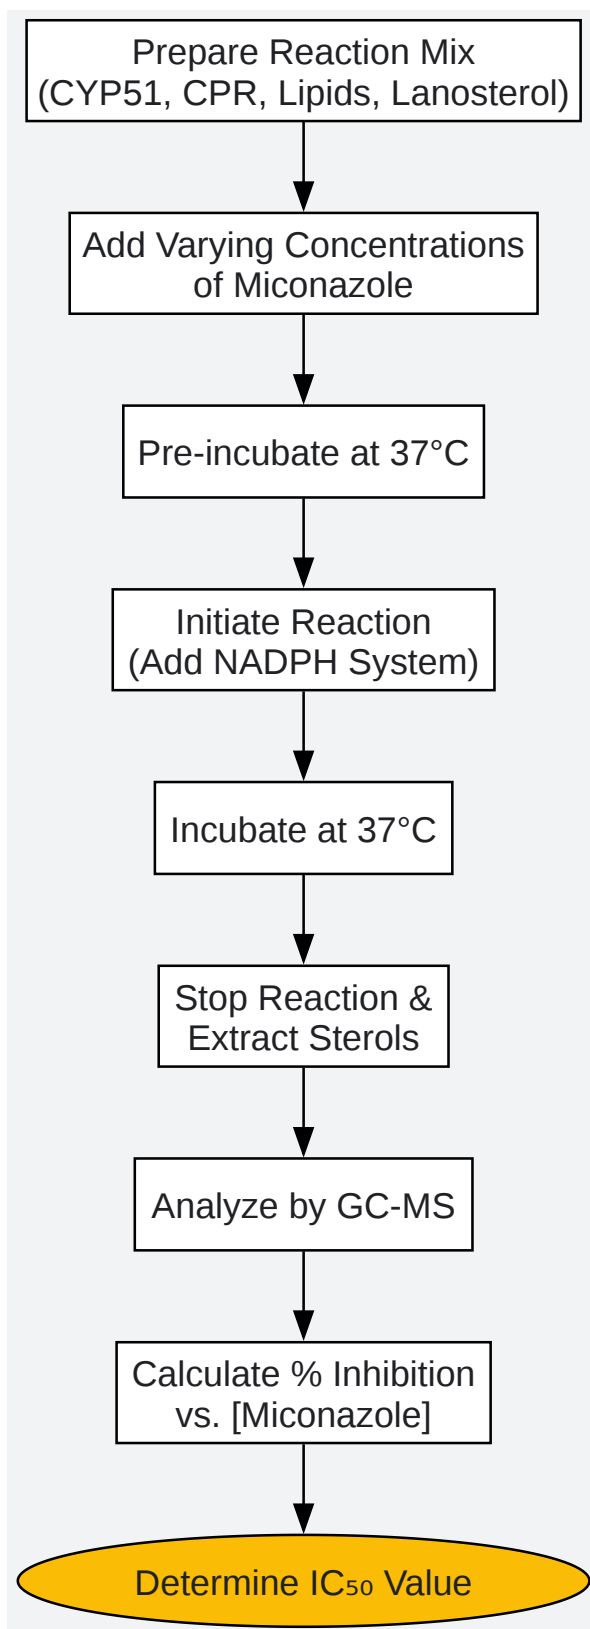 Prepare Reaction Mix
(CYP51, CPR, Lipids, Lanosterol)
Add Varying Concentrations
of Miconazole
Pre-incubate at 37°C
Initiate Reaction
(Add NADPH System)
Incubate at 37°C
Stop Reaction &
Extract Sterols
Analyze by GC-MS
Calculate % Inhibition
vs. [Miconazole]
Determine IC₅₀ Value